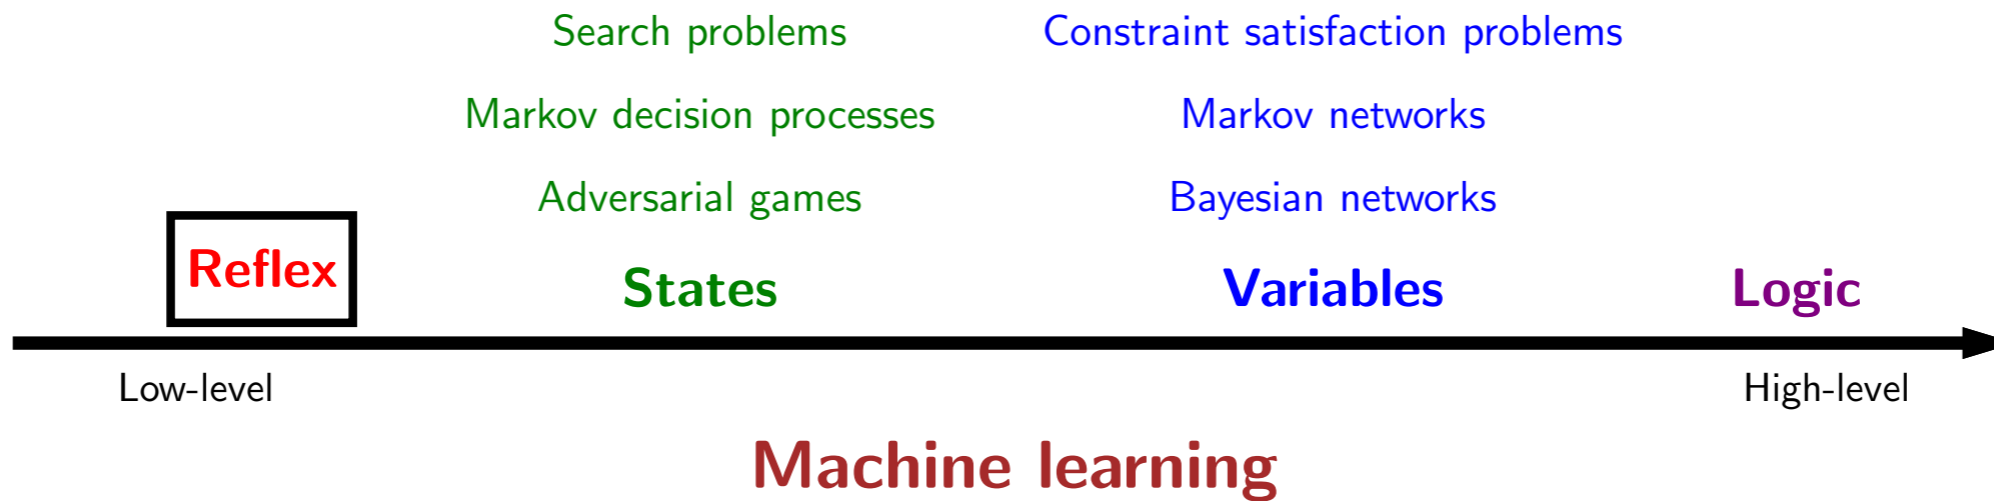 Search problems
Markov decision processes
Adversarial games
Constraint satisfaction problems
Markov networks
Bayesian networks
Reflex
States
Variables
Logic
Low-level
High-level
Machine learning